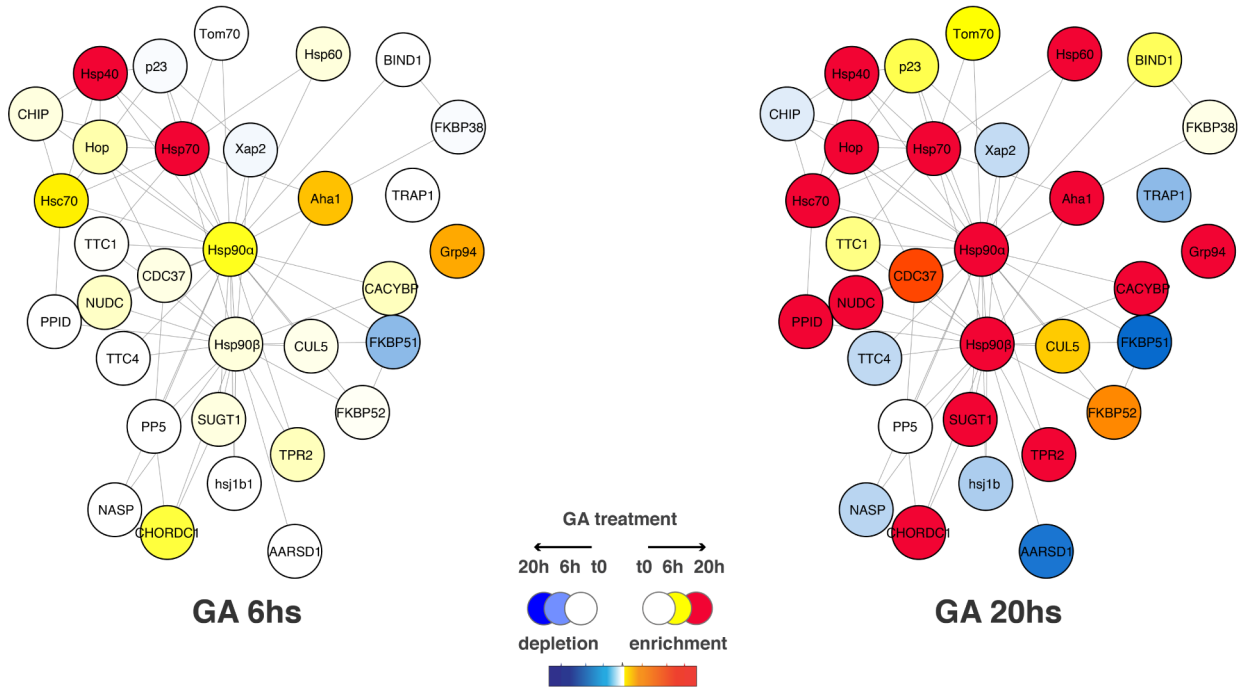 Tom70
Hsp60
BIND1
p23
Hsp40
CHIP
FKBP38
Hop
Hsp70
Xap2
Hsc70
Aha1
TRAP1
TTC1
Hsp90α
Grp94
CDC37
CACYBP
NUDC
PPID
Hsp90β
CUL5
FKBP51
TTC4
FKBP52
PP5
SUGT1
TPR2
hsj1b1
NASP
CHORDC1
AARSD1
GA 6hs
Tom70
Hsp60
BIND1
p23
Hsp40
CHIP
FKBP38
Hop
Hsp70
Xap2
Hsc70
Aha1
TRAP1
TTC1
Hsp90α
Grp94
CDC37
CACYBP
NUDC
PPID
Hsp90β
CUL5
FKBP51
TTC4
FKBP52
PP5
SUGT1
TPR2
hsj1b
NASP
CHORDC1
AARSD1
GA 20hs
GA treatment
20h 6h t0 t0 6h 20h
depletion enrichment